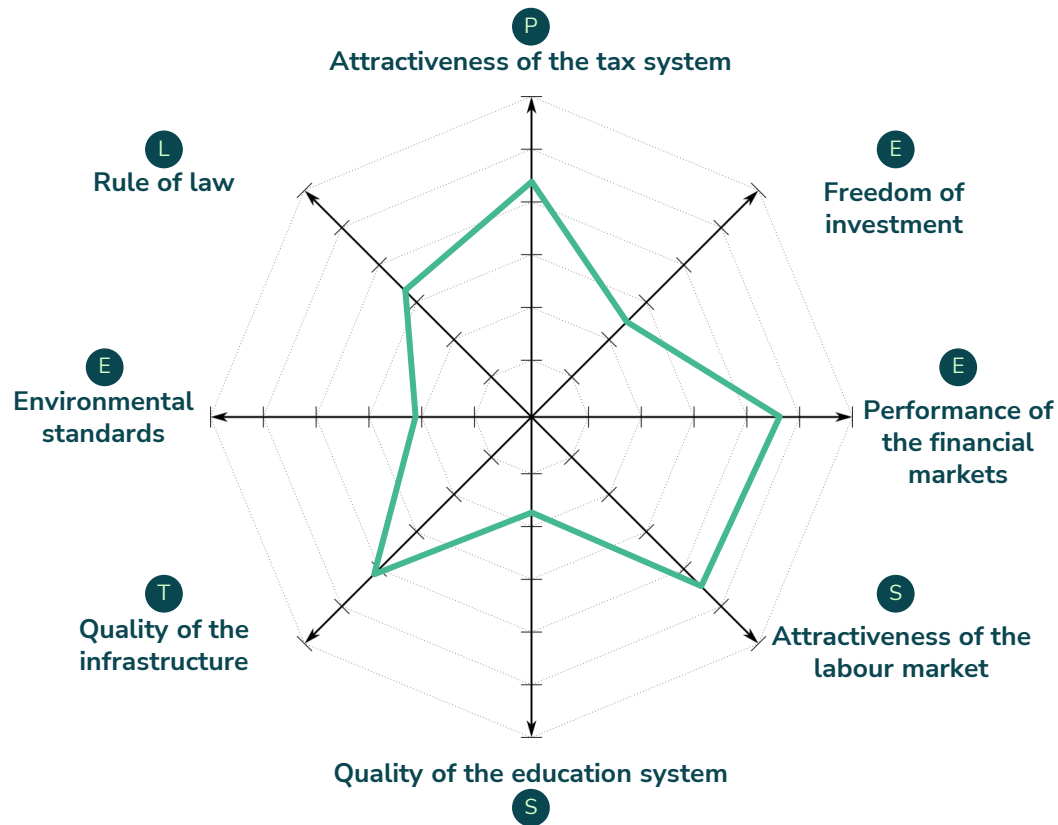 P
Attractiveness of the tax system
L
Rule of law
E
Freedom of
investment
E
Environmental
standards
E
Performance of
the financial
markets
T
Quality of the
infrastructure
S
Attractiveness of the
labour market
Quality of the education system
S